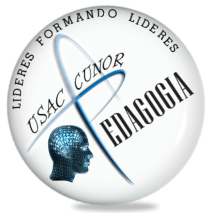 LIDERES FORMANDO LIDERES
USAC CUNOR
PEDAGOGIA